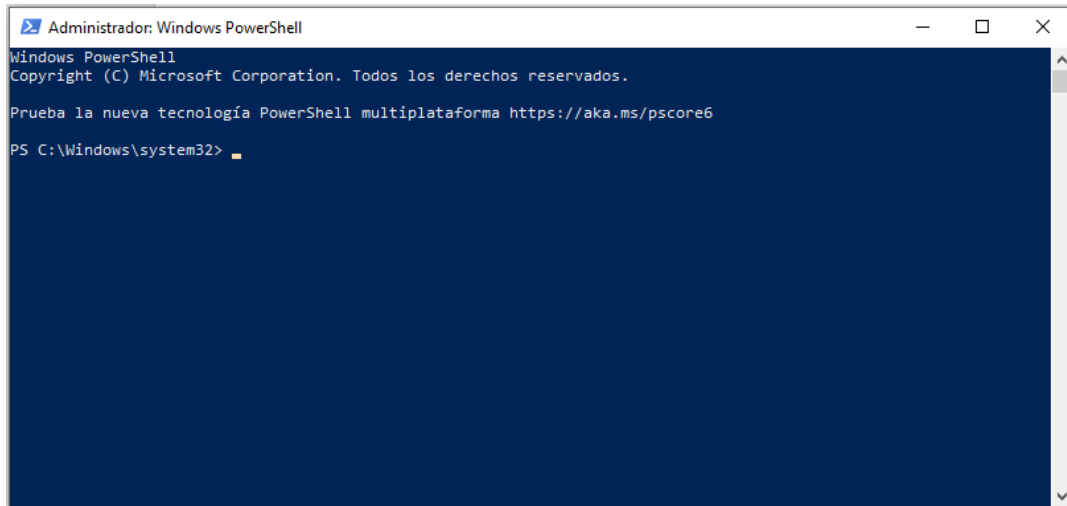 Administrador: Windows PowerShell
Windows PowerShell
Copyright (C) Microsoft Corporation. Todos los derechos reservados.
Prueba la nueva tecnología PowerShell multiplataforma https://aka.ms/pscore6
PS C:\Windows\system32>